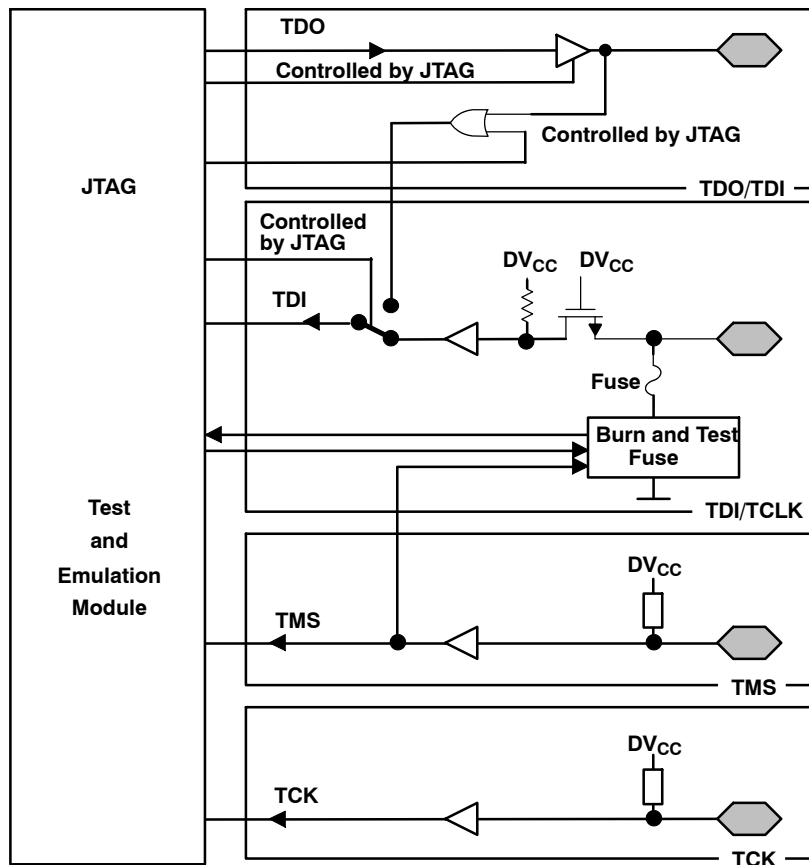 JTAG
Test
and
Emulation
Module
TDO
Controlled by JTAG
Controlled by JTAG
TDO/TDI
Controlled
by JTAG
TDI
DVCC
DVCC
Fuse
Burn and Test
Fuse
TDI/TCLK
DVCC
TMS
TMS
DVCC
TCK
TCK